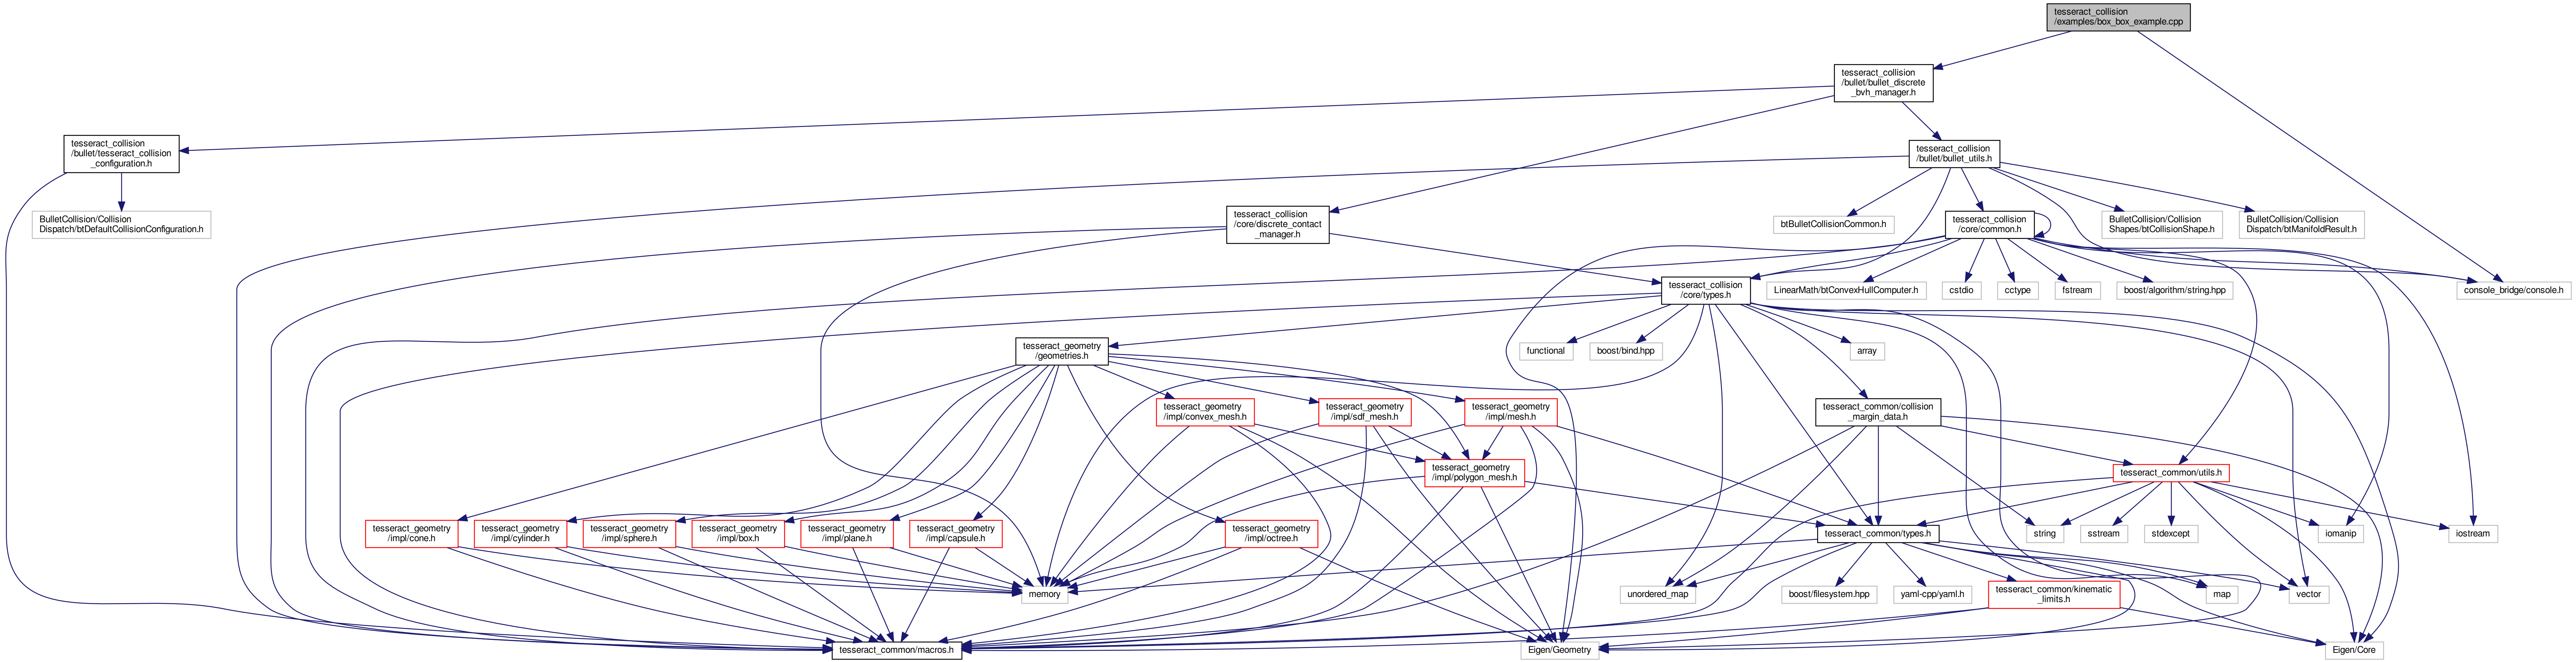 tesseract_collision
/examples/box_box_example.cpp
tesseract_collision
/bullet/bullet_discrete
_bvh_manager.h
tesseract_collision
/bullet/tesseract_collision
_configuration.h
tesseract_collision
/bullet/bullet_utils.h
BulletCollision/Collision
Dispatch/btDefaultCollisionConfiguration.h
tesseract_collision
/core/discrete_contact
_manager.h
btBulletCollisionCommon.h
tesseract_collision
/core/common.h
BulletCollision/Collision
Shapes/btCollisionShape.h
BulletCollision/Collision
Dispatch/btManifoldResult.h
tesseract_collision
/core/types.h
LinearMath/btConvexHullComputer.h
cstdio
cctype
fstream
boost/algorithm/string.hpp
console_bridge/console.h
tesseract_geometry
/geometries.h
functional
boost/bind.hpp
array
tesseract_geometry
/impl/convex_mesh.h
tesseract_geometry
/impl/sdf_mesh.h
tesseract_geometry
/impl/mesh.h
tesseract_common/collision
_margin_data.h
tesseract_geometry
/impl/polygon_mesh.h
tesseract_common/utils.h
tesseract_geometry
/impl/cone.h
tesseract_geometry
/impl/cylinder.h
tesseract_geometry
/impl/sphere.h
tesseract_geometry
/impl/box.h
tesseract_geometry
/impl/plane.h
tesseract_geometry
/impl/capsule.h
tesseract_geometry
/impl/octree.h
tesseract_common/types.h
string
sstream
stdexcept
iomanip
iostream
memory
unordered_map
boost/filesystem.hpp
yaml-cpp/yaml.h
tesseract_common/kinematic
_limits.h
map
vector
tesseract_common/macros.h
Eigen/Geometry
Eigen/Core